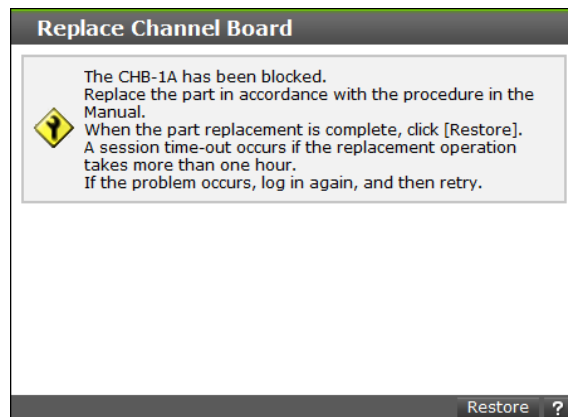 Replace Channel Board
The CHB-1A has been blocked.
Replace the part in accordance with the procedure in the
Manual.
When the part replacement is complete, click [Restore].
A session time-out occurs if the replacement operation
takes more than one hour.
If the problem occurs, log in again, and then retry.
Restore ?